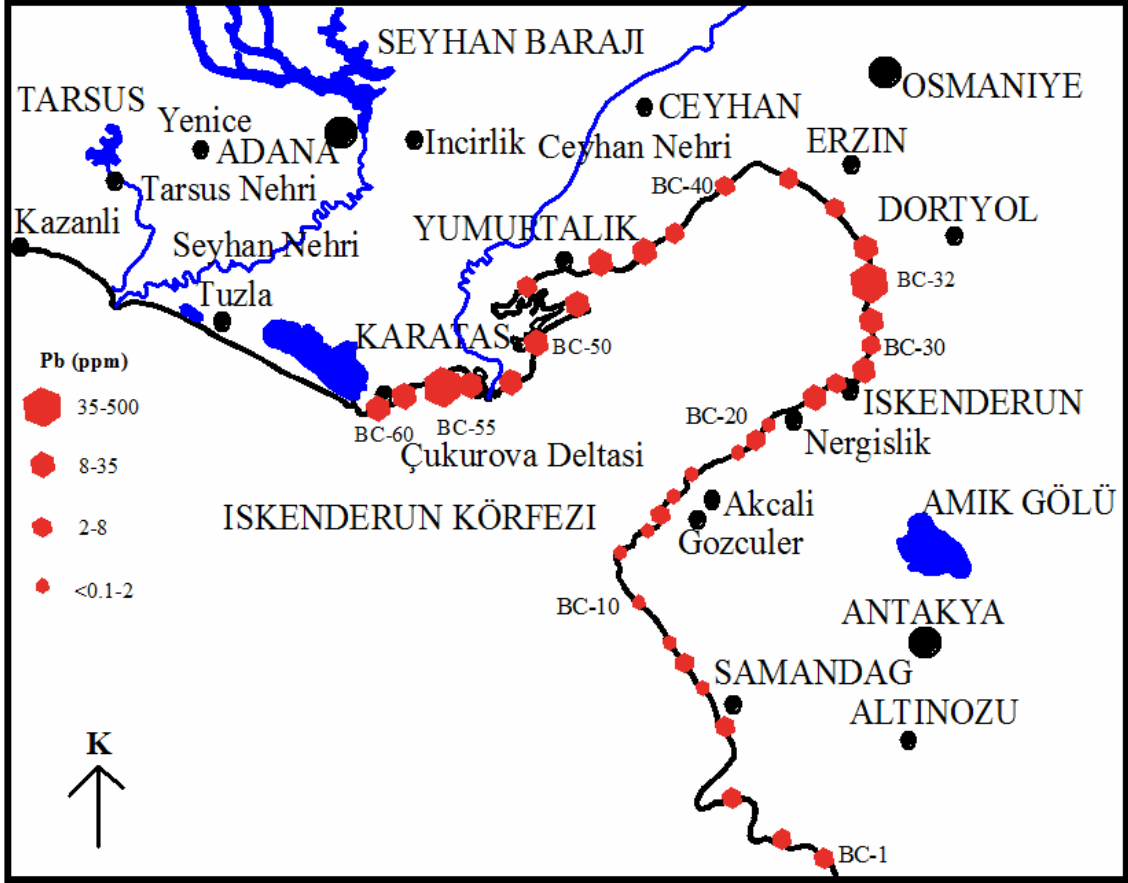 SEYHAN BARAJI
OSMANIYE
TARSUS
CEYHAN
Yenice
ADANA
Incirlik
Ceyhan Nehri
ERZIN
Tarsus Nehri
BC-40
DORTYOL
Kazanli
Seyhan Nehri
YUMURTALIK
BC-32
Tuzla
KARATAS
BC-50
BC-30
Pb (ppm)
35-500
8-35
2-8
<0.1-2
ISKENDERUN
BC-20
Nergislik
BC-60
BC-55
Çukurova Deltasi
ISKENDERUN KÖRFEZI
Akcali
Gozculer
AMIK GÖLÜ
BC-10
ANTAKYA
SAMANDAG
ALTINOZU
K
BC-1